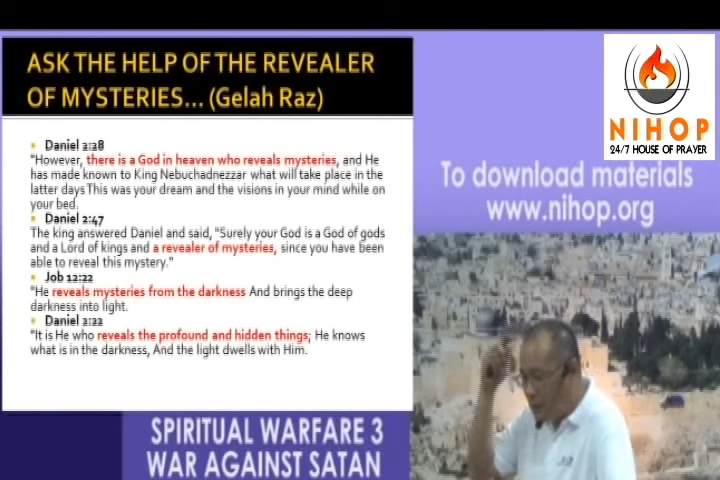 ASK THE HELP OF THE REVEALER
OF MYSTERIES... (Gelah Raz)
Daniel 2:28
"However, there is a God in heaven who reveals mysteries, and He
has made known to King Nebuchadnezzar what will take place in the
latter days This was your dream and the visions in your mind while on
your bed.
Daniel 2:47
The king answered Daniel and said, "Surely your God is a God of gods
and a Lord of kings and a revealer of mysteries, since you have been
able to reveal this mystery."
Job 12:22
"He reveals mysteries from the darkness And brings the deep
darkness into light.
Daniel 2:22
"It is He who reveals the profound and hidden things; He knows
what is in the darkness, And the light dwells with Him.
NIHOP
24/7 HOUSE OF PRAYER
To download materials
www.nihop.org
SPIRITUAL WARFARE 3
WAR AGAINST SATAN